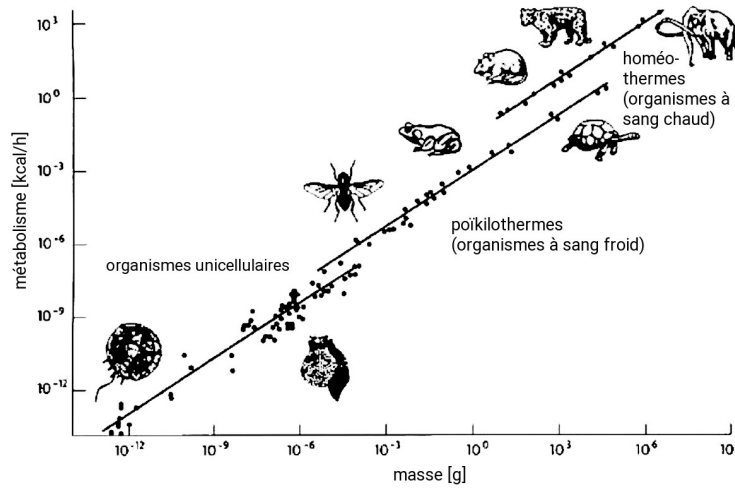 10³
10⁰
10⁻³
10⁻⁶
10⁻⁹
10⁻¹²
métabolisme [kcal/h]
homéo-
thermes
(organismes à
sang chaud)
poïkilothermes
(organismes à sang froid)
organismes unicellulaires
10⁻¹²
10⁻⁹
10⁻⁶
10⁻³
10⁰
10³
10⁶
masse [g]